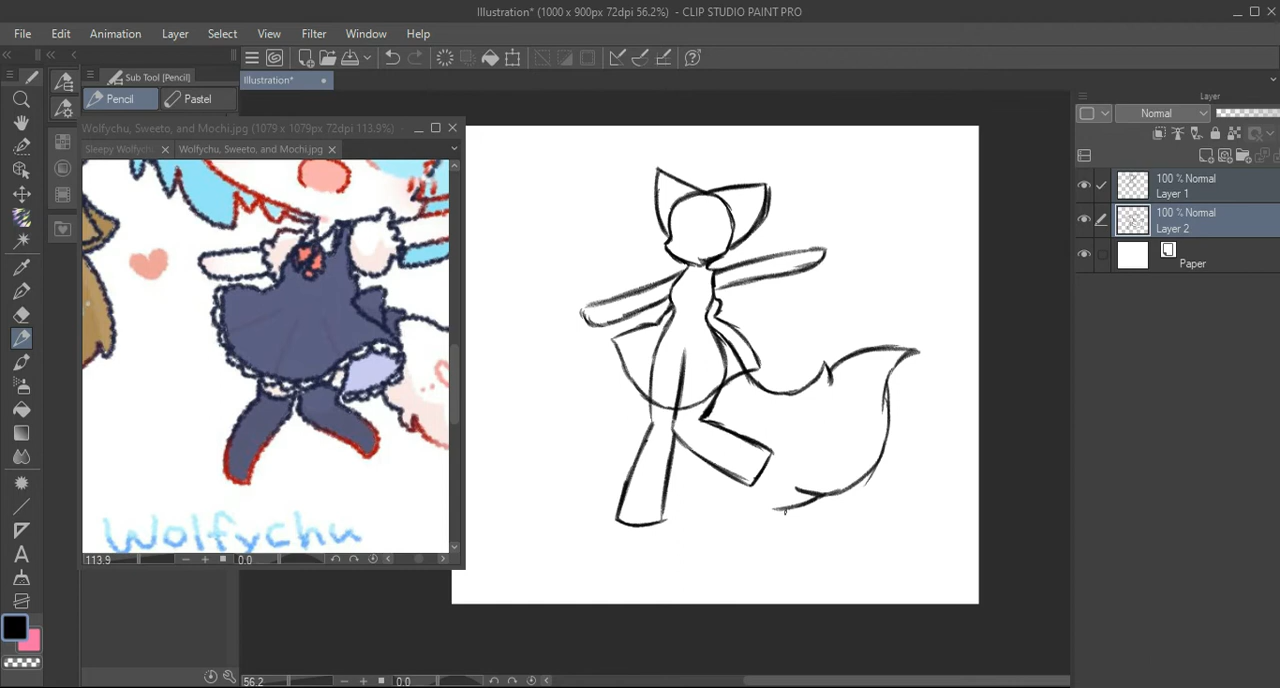 Illustration* (1000 x 900px 72dpi 56.2%) - CLIP STUDIO PAINT PRO
File Edit Animation Layer Select View Filter Window Help
Sub Tool [Pencil]
Illustration*
Pencil Pastel
Layer
Normal
Wolfychu, Sweeto, and Mochi.jpg (1079 x 1079px 72dpi 113.9%)
Sleepy Wolfych Wolfychu, Sweeto, and Mochi.jpg
100 % Normal
Layer 1
100 % Normal
Layer 2
Paper
Wolfychu
113.9 0.0
56.2 0.0